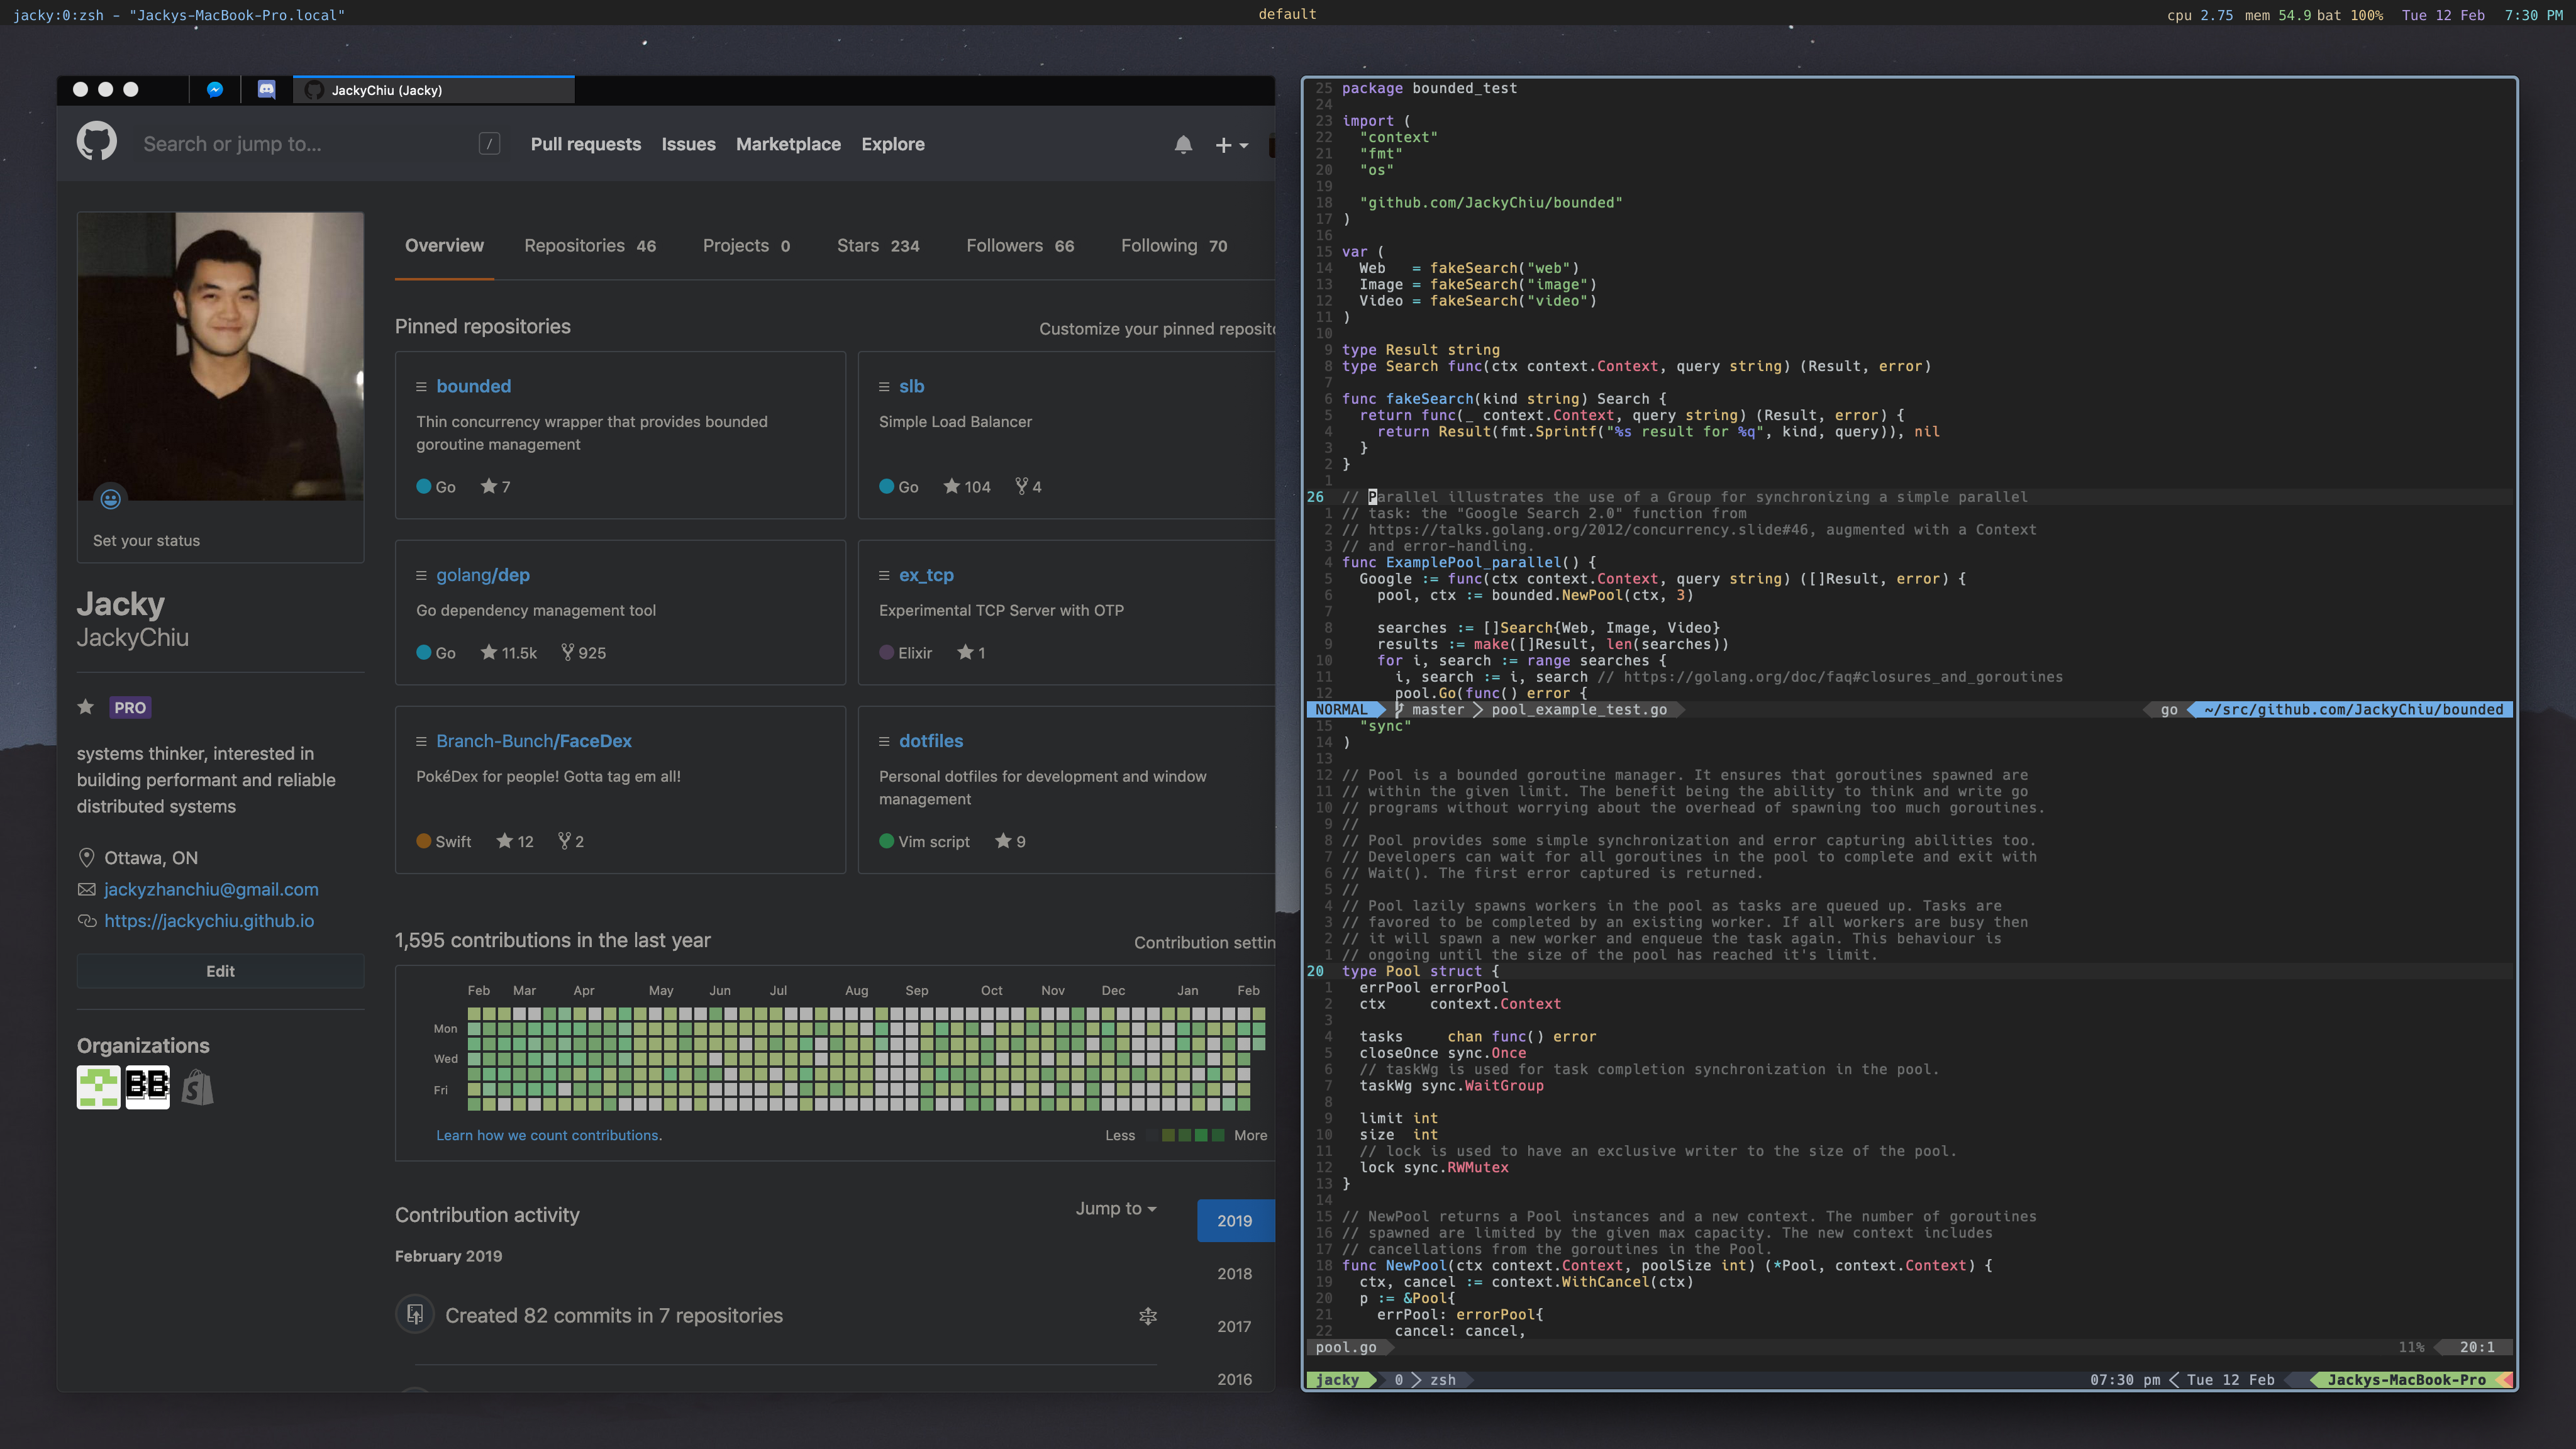 jacky:0:zsh - "Jackys-MacBook-Pro.local"
default
cpu 2.75 mem 54.9 bat 100% Tue 12 Feb 7:30 PM
JackyChiu (Jacky)
Search or jump to... /
Pull requests Issues Marketplace Explore
Overview Repositories 46 Projects 0 Stars 234 Followers 66 Following 70
Set your status
Jacky
JackyChiu
PRO
systems thinker, interested in
building performant and reliable
distributed systems
Ottawa, ON
jackyzhanchiu@gmail.com
https://jackychiu.github.io
Edit
Organizations
BB
Pinned repositories
Customize your pinned reposito
bounded
Thin concurrency wrapper that provides bounded
goroutine management
Go 7
slb
Simple Load Balancer
Go 104 4
golang/dep
Go dependency management tool
Go 11.5k 925
ex_tcp
Experimental TCP Server with OTP
Elixir 1
Branch-Bunch/FaceDex
PokéDex for people! Gotta tag em all!
Swift 12 2
dotfiles
Personal dotfiles for development and window
management
Vim script 9
1,595 contributions in the last year
Contribution settin
Feb Mar Apr May Jun Jul Aug Sep Oct Nov Dec Jan Feb
Mon
Wed
Fri
Learn how we count contributions.
Less More
Contribution activity
Jump to
2019
February 2019
2018
Created 82 commits in 7 repositories
2017
2016
25 package bounded_test
24
23 import (
22   "context"
21   "fmt"
20   "os"
19
18   "github.com/JackyChiu/bounded"
17 )
16
15 var (
14   Web   = fakeSearch("web")
13   Image = fakeSearch("image")
12   Video = fakeSearch("video")
11 )
10
9 type Result string
8 type Search func(ctx context.Context, query string) (Result, error)
7
6 func fakeSearch(kind string) Search {
5   return func(_ context.Context, query string) (Result, error) {
4     return Result(fmt.Sprintf("%s result for %q", kind, query)), nil
3   }
2 }
1
26 // Parallel illustrates the use of a Group for synchronizing a simple parallel
1 // task: the "Google Search 2.0" function from
2 // https://talks.golang.org/2012/concurrency.slide#46, augmented with a Context
3 // and error-handling.
4 func ExamplePool_parallel() {
5   Google := func(ctx context.Context, query string) ([]Result, error) {
6     pool, ctx := bounded.NewPool(ctx, 3)
7
8     searches := []Search{Web, Image, Video}
9     results := make([]Result, len(searches))
10     for i, search := range searches {
11       i, search := i, search // https://golang.org/doc/faq#closures_and_goroutines
12       pool.Go(func() error {
NORMAL master pool_example_test.go go ~/src/github.com/JackyChiu/bounded
15   "sync"
14 )
13
12 // Pool is a bounded goroutine manager. It ensures that goroutines spawned are
11 // within the given limit. The benefit being the ability to think and write go
10 // programs without worrying about the overhead of spawning too much goroutines.
9 //
8 // Pool provides some simple synchronization and error capturing abilities too.
7 // Developers can wait for all goroutines in the pool to complete and exit with
6 // Wait(). The first error captured is returned.
5 //
4 // Pool lazily spawns workers in the pool as tasks are queued up. Tasks are
3 // favored to be completed by an existing worker. If all workers are busy then
2 // it will spawn a new worker and enqueue the task again. This behaviour is
1 // ongoing until the size of the pool has reached it's limit.
20 type Pool struct {
1   errPool errorPool
2   ctx     context.Context
3
4   tasks     chan func() error
5   closeOnce sync.Once
6   // taskWg is used for task completion synchronization in the pool.
7   taskWg sync.WaitGroup
8
9   limit int
10   size  int
11   // lock is used to have an exclusive writer to the size of the pool.
12   lock sync.RWMutex
13 }
14
15 // NewPool returns a Pool instances and a new context. The number of goroutines
16 // spawned are limited by the given max capacity. The new context includes
17 // cancellations from the goroutines in the Pool.
18 func NewPool(ctx context.Context, poolSize int) (*Pool, context.Context) {
19   ctx, cancel := context.WithCancel(ctx)
20   p := &Pool{
21     errPool: errorPool{
22       cancel: cancel,
pool.go 11% 20:1
jacky 0 zsh 07:30 pm Tue 12 Feb Jackys-MacBook-Pro